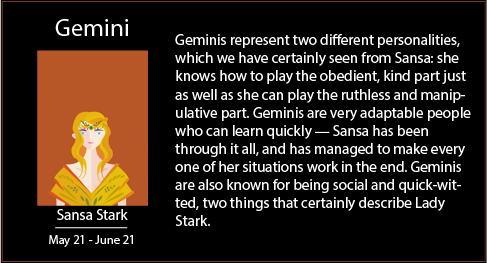 Gemini
Sansa Stark
May 21 - June 21
Geminis represent two different personalities,
which we have certainly seen from Sansa: she
knows how to play the obedient, kind part just
as well as she can play the ruthless and manip-
ulative part. Geminis are very adaptable people
who can learn quickly — Sansa has been
through it all, and has managed to make every
one of her situations work in the end. Geminis
are also known for being social and quick-wit-
ted, two things that certainly describe Lady
Stark.